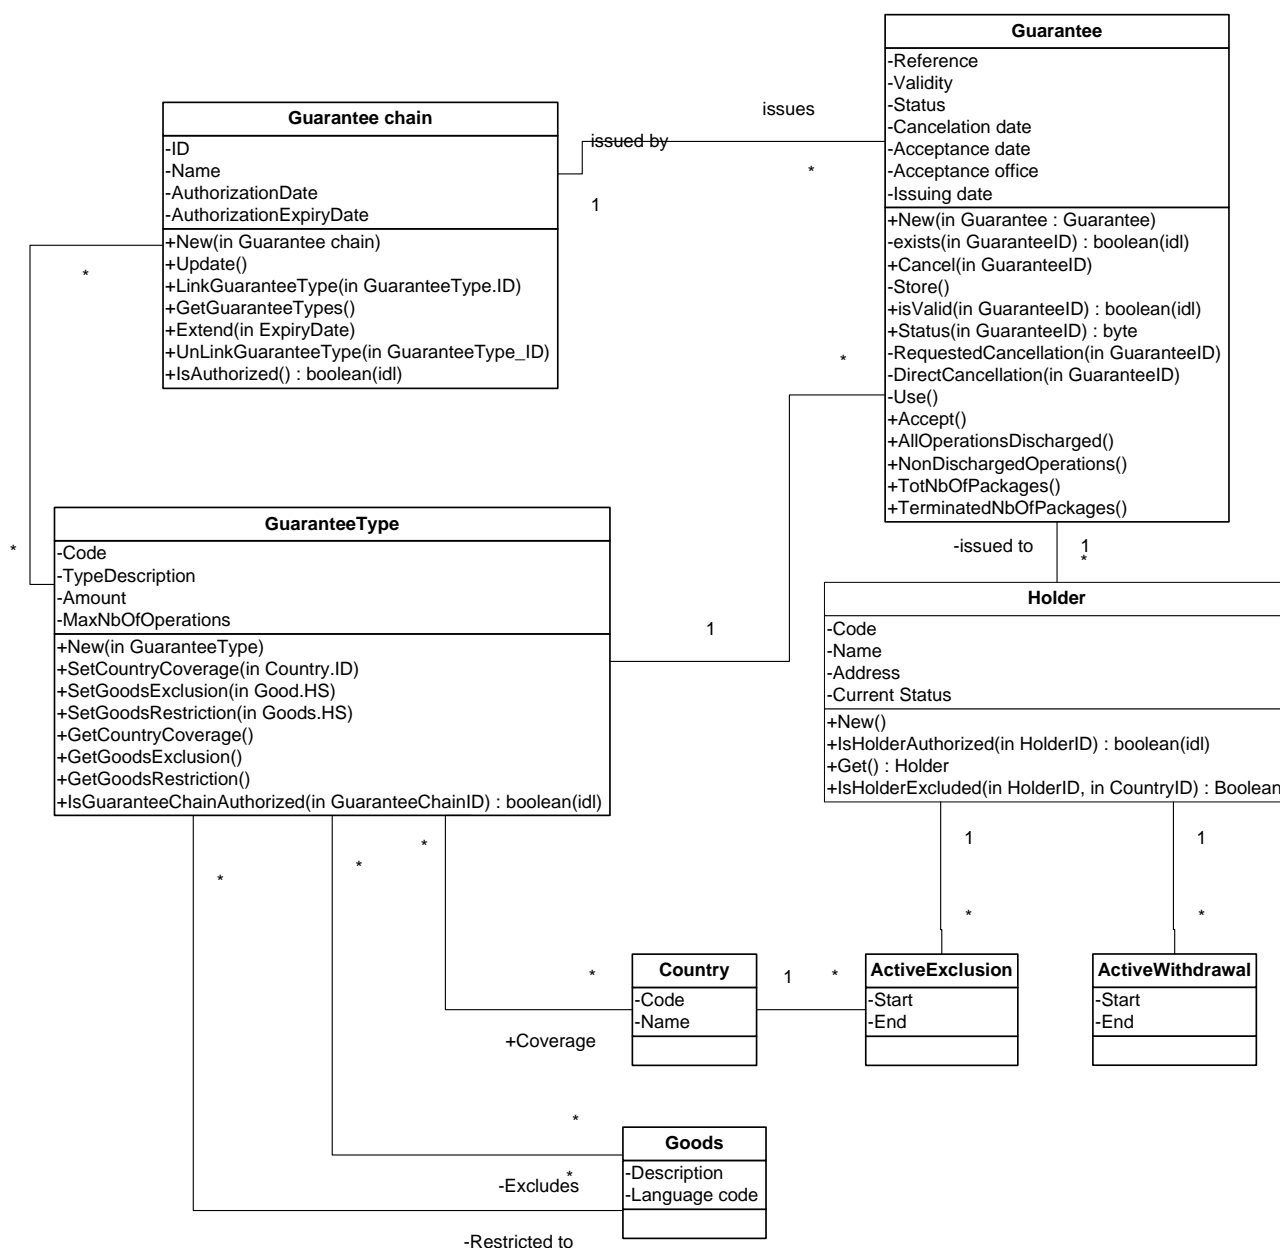 Guarantee
-Reference
-Validity
-Status
-Cancelation date
-Acceptance date
-Acceptance office
-Issuing date
+New(in Guarantee : Guarantee)
-exists(in GuaranteeID) : boolean(idl)
+Cancel(in GuaranteeID)
-Store()
+isValid(in GuaranteeID) : boolean(idl)
+Status(in GuaranteeID) : byte
-RequestedCancellation(in GuaranteeID)
-DirectCancellation(in GuaranteeID)
-Use()
+Accept()
+AllOperationsDischarged()
+NonDischargedOperations()
+TotNbOfPackages()
+TerminatedNbOfPackages()
Guarantee chain
-ID
-Name
-AuthorizationDate
-AuthorizationExpiryDate
+New(in Guarantee chain)
+Update()
+LinkGuaranteeType(in GuaranteeType.ID)
+GetGuaranteeTypes()
+Extend(in ExpiryDate)
+UnLinkGuaranteeType(in GuaranteeType_ID)
+IsAuthorized() : boolean(idl)
issues
issued by
*
1
*
*
*
1
GuaranteeType
-Code
-TypeDescription
-Amount
-MaxNbOfOperations
+New(in GuaranteeType)
+SetCountryCoverage(in Country.ID)
+SetGoodsExclusion(in Good.HS)
+SetGoodsRestriction(in Goods.HS)
+GetCountryCoverage()
+GetGoodsExclusion()
+GetGoodsRestriction()
+IsGuaranteeChainAuthorized(in GuaranteeChainID) : boolean(idl)
-issued to
1
*
Holder
-Code
-Name
-Address
-Current Status
+New()
+IsHolderAuthorized(in HolderID) : boolean(idl)
+Get() : Holder
+IsHolderExcluded(in HolderID, in CountryID) : Boolean
*
*
*
1
1
*
*
*
1
*
Country
-Code
-Name
ActiveExclusion
-Start
-End
ActiveWithdrawal
-Start
-End
+Coverage
*
Goods
-Description
-Language code
*
-Excludes
-Restricted to